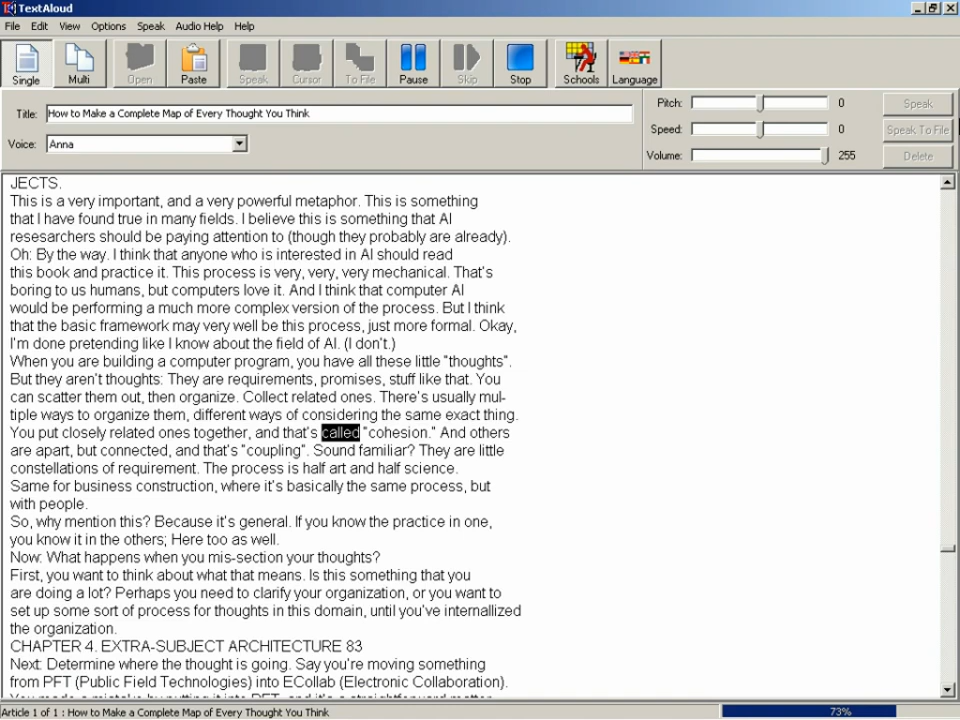 TextAloud
File Edit View Options Speak Audio Help Help
Single Multi Open Paste Speak Cursor To File Pause Skip Stop Schools Language
Title: How to Make a Complete Map of Every Thought You Think
Voice: Anna
Pitch: 0 Speak
Speed: 0 Speak To File
Volume: 255 Delete
JECTS.
This is a very important, and a very powerful metaphor. This is something
that I have found true in many fields. I believe this is something that AI
resesarchers should be paying attention to (though they probably are already).
Oh: By the way. I think that anyone who is interested in AI should read
this book and practice it. This process is very, very, very mechanical. That's
boring to us humans, but computers love it. And I think that computer AI
would be performing a much more complex version of the process. But I think
that the basic framework may very well be this process, just more formal. Okay,
I'm done pretending like I know about the field of AI. (I don't.)
When you are building a computer program, you have all these little "thoughts".
But they aren't thoughts: They are requirements, promises, stuff like that. You
can scatter them out, then organize. Collect related ones. There's usually mul-
tiple ways to organize them, different ways of considering the same exact thing.
You put closely related ones together, and that's called "cohesion." And others
are apart, but connected, and that's "coupling". Sound familiar? They are little
constellations of requirement. The process is half art and half science.
Same for business construction, where it's basically the same process, but
with people.
So, why mention this? Because it's general. If you know the practice in one,
you know it in the others; Here too as well.
Now: What happens when you mis-section your thoughts?
First, you want to think about what that means. Is this something that you
are doing a lot? Perhaps you need to clarify your organization, or you want to
set up some sort of process for thoughts in this domain, until you've internallized
the organization.
CHAPTER 4. EXTRA-SUBJECT ARCHITECTURE 83
Next: Determine where the thought is going. Say you're moving something
from PFT (Public Field Technologies) into ECollab (Electronic Collaboration).
You made a mistake by putting it into PFT, and it's a straightforward matter
Article 1 of 1 : How to Make a Complete Map of Every Thought You Think 73%